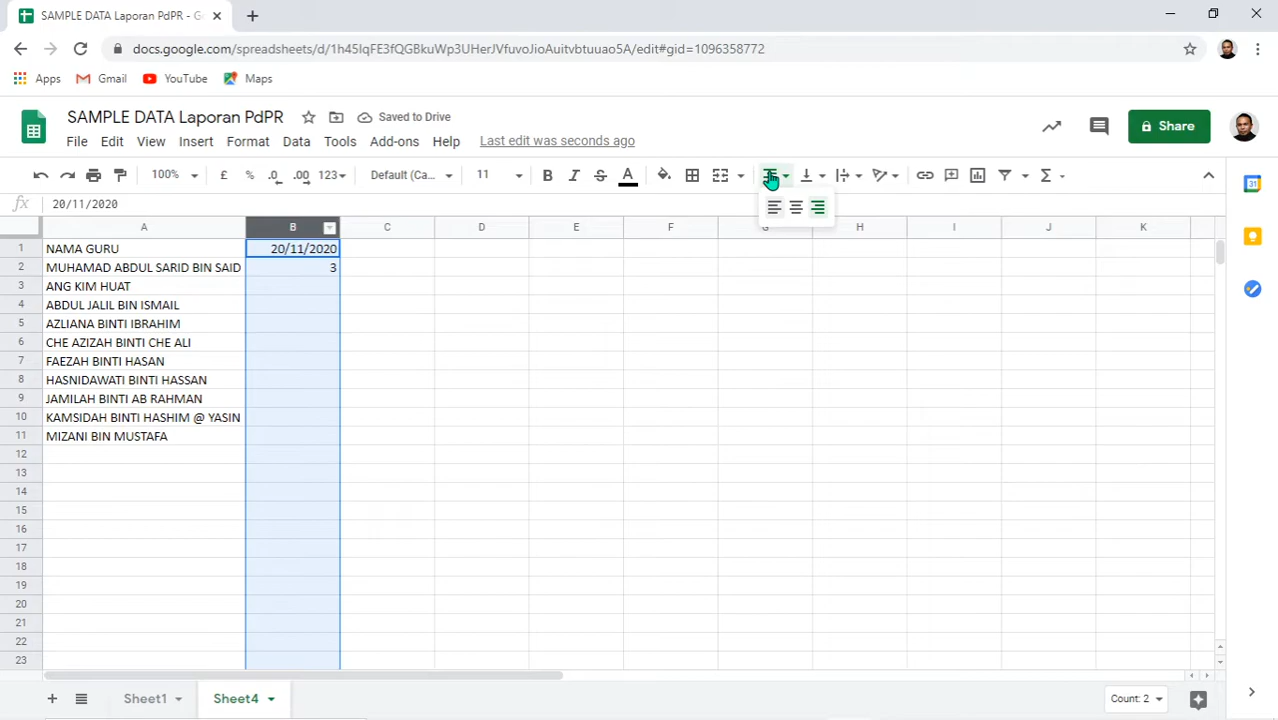 SAMPLE DATA Laporan PdPR - Go
docs.google.com/spreadsheets/d/1h45IqFE3fQGBkuWp3UHerJVfuvoJioAuitvbtuuao5A/edit#gid=1096358772
Apps Gmail YouTube Maps
SAMPLE DATA Laporan PdPR Saved to Drive
File Edit View Insert Format Data Tools Add-ons Help Last edit was seconds ago
Share
100% £ % .0 .00 123 Default (Ca... 11 B I S A Σ
fx 20/11/2020
A B C D E F G H I J K
1 NAMA GURU 20/11/2020
2 MUHAMAD ABDUL SARID BIN SAID 3
3 ANG KIM HUAT
4 ABDUL JALIL BIN ISMAIL
5 AZLIANA BINTI IBRAHIM
6 CHE AZIZAH BINTI CHE ALI
7 FAEZAH BINTI HASAN
8 HASNIDAWATI BINTI HASSAN
9 JAMILAH BINTI AB RAHMAN
10 KAMSIDAH BINTI HASHIM @ YASIN
11 MIZANI BIN MUSTAFA
12
13
14
15
16
17
18
19
20
21
22
23
Sheet1 Sheet4 Count: 2
31